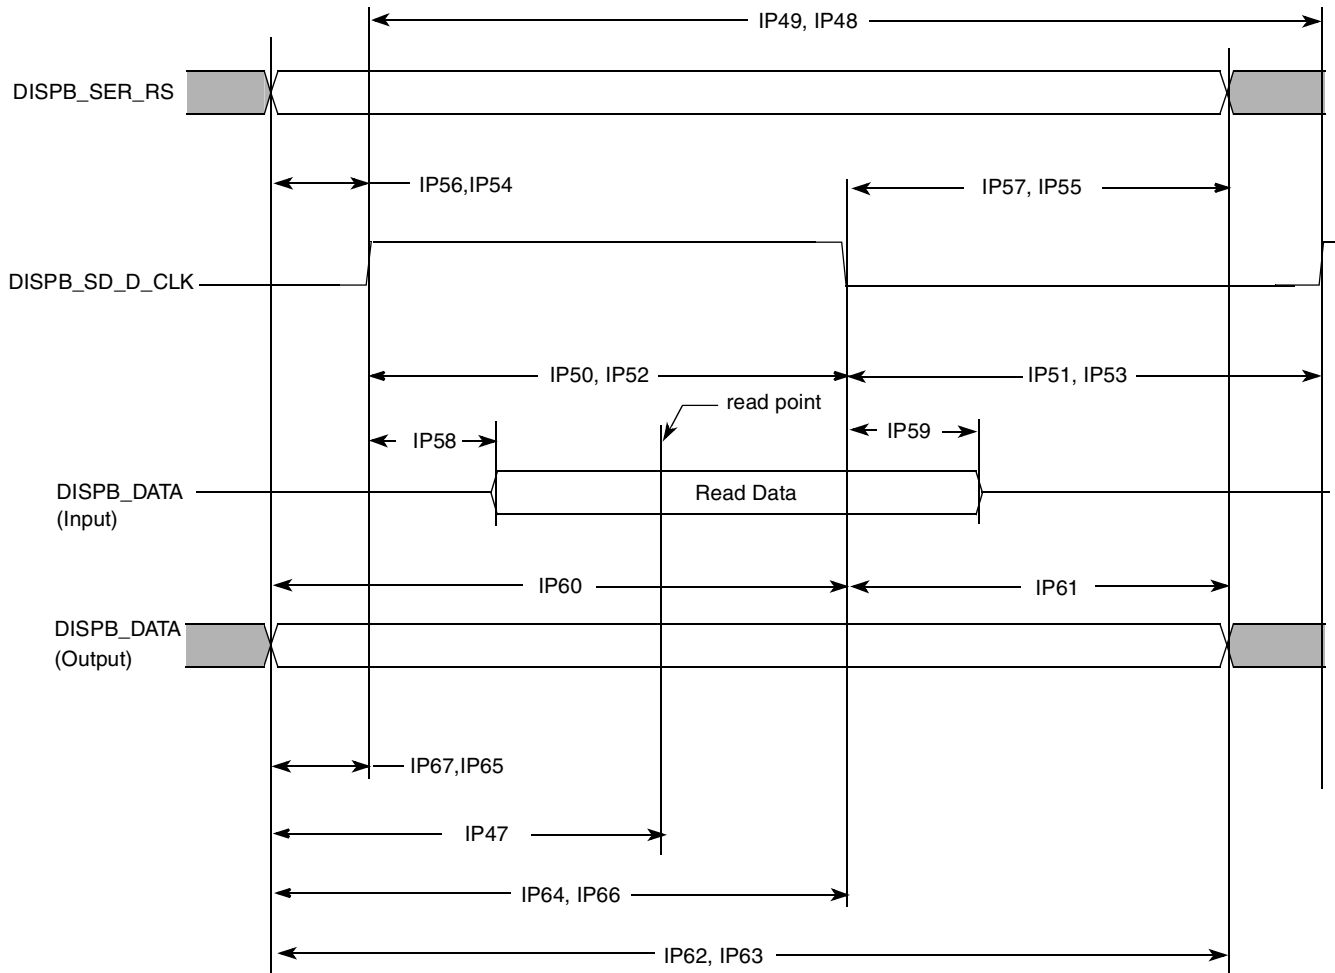 IP49, IP48
DISPB_SER_RS
IP56,IP54
IP57, IP55
DISPB_SD_D_CLK
IP50, IP52
IP51, IP53
read point
IP58
IP59
DISPB_DATA
(Input)
Read Data
IP60
IP61
DISPB_DATA
(Output)
IP67,IP65
IP47
IP64, IP66
IP62, IP63